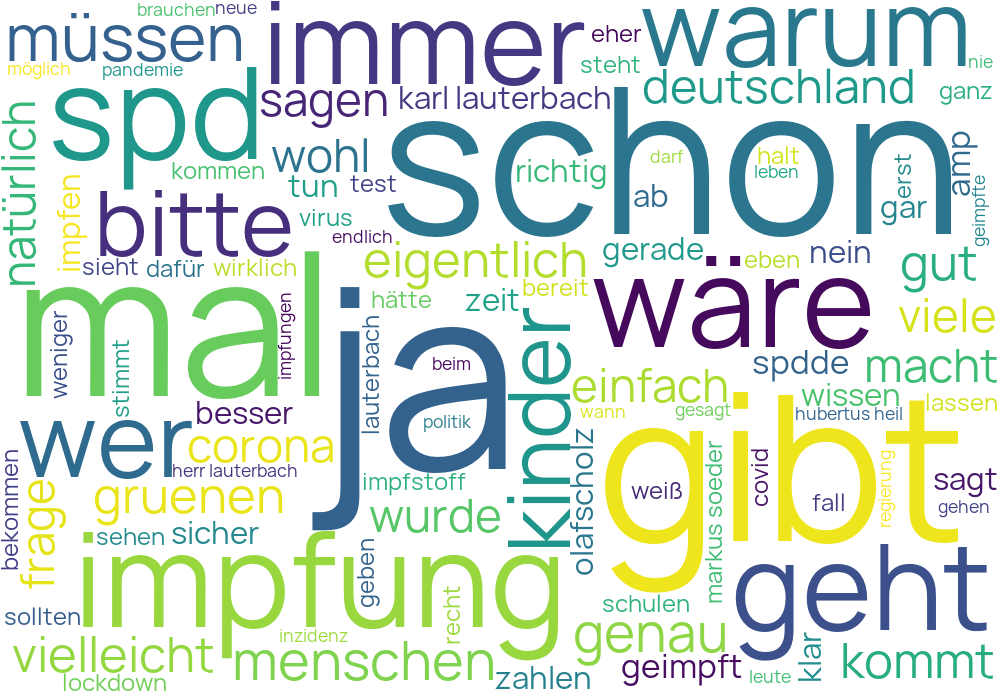 brauchen
neue
müssen
immer
warum
eher
möglich
pandemie
steht
nie
spd
sagen
karl lauterbach
deutschland
ganz
natürlich
kommen
wohl
schon
richtig
darf
halt
leben
amp
impfen
bitte
tun
test
ab
garerst
gar
geimpfte
virus
endlich
sieht
dafür
wirklich
eigentlich
gerade
eben
nein
gut
mal
ja
hätte
zeit
bereit
wäre
viele
weniger
stimmt
impfungen
lauterbach
beim
kinder
spdde
macht
einfach
wissen
lassen
besser
politik
wann
gesagt
hubertus heil
wer
corona
herr lauterbach
gibt
bekommen
frage
gruenen
impfstoff
olafscholz
weiß
covid
fall
regierung
sagt
gehen
markus soeder
wurde
sehen
sicher
impfung
geben
geht
sollten
recht
schulen
inzidenz
genau
vielleicht
menschen
geimpft
klar
kommt
lockdown
zahlen
leute